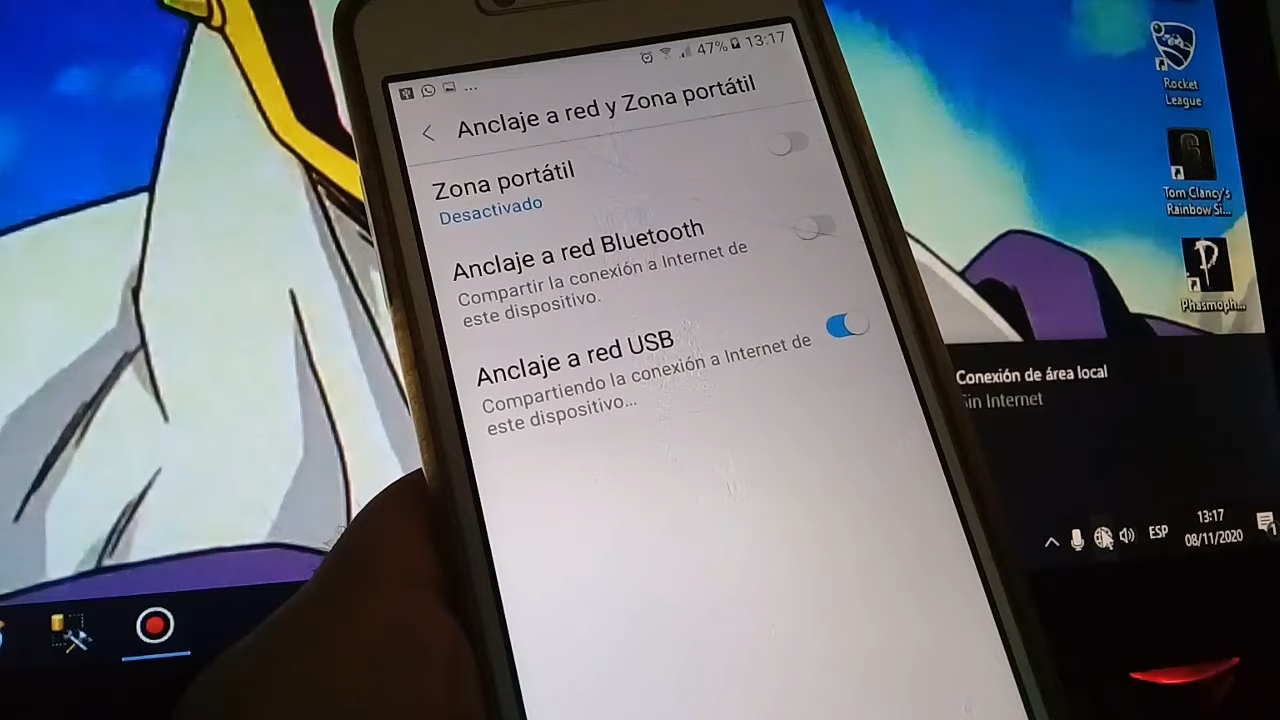 47% 13:17
...
Anclaje a red y Zona portátil
Zona portátil
Desactivado
Anclaje a red Bluetooth
Compartir la conexión a Internet de
este dispositivo.
Anclaje a red USB
Compartiendo la conexión a Internet de
este dispositivo...
Rocket
League
Tom Clancy's
Rainbow Si...
Phasmoph...
Conexión de área local
Sin Internet
ESP
13:17
08/11/2020
1